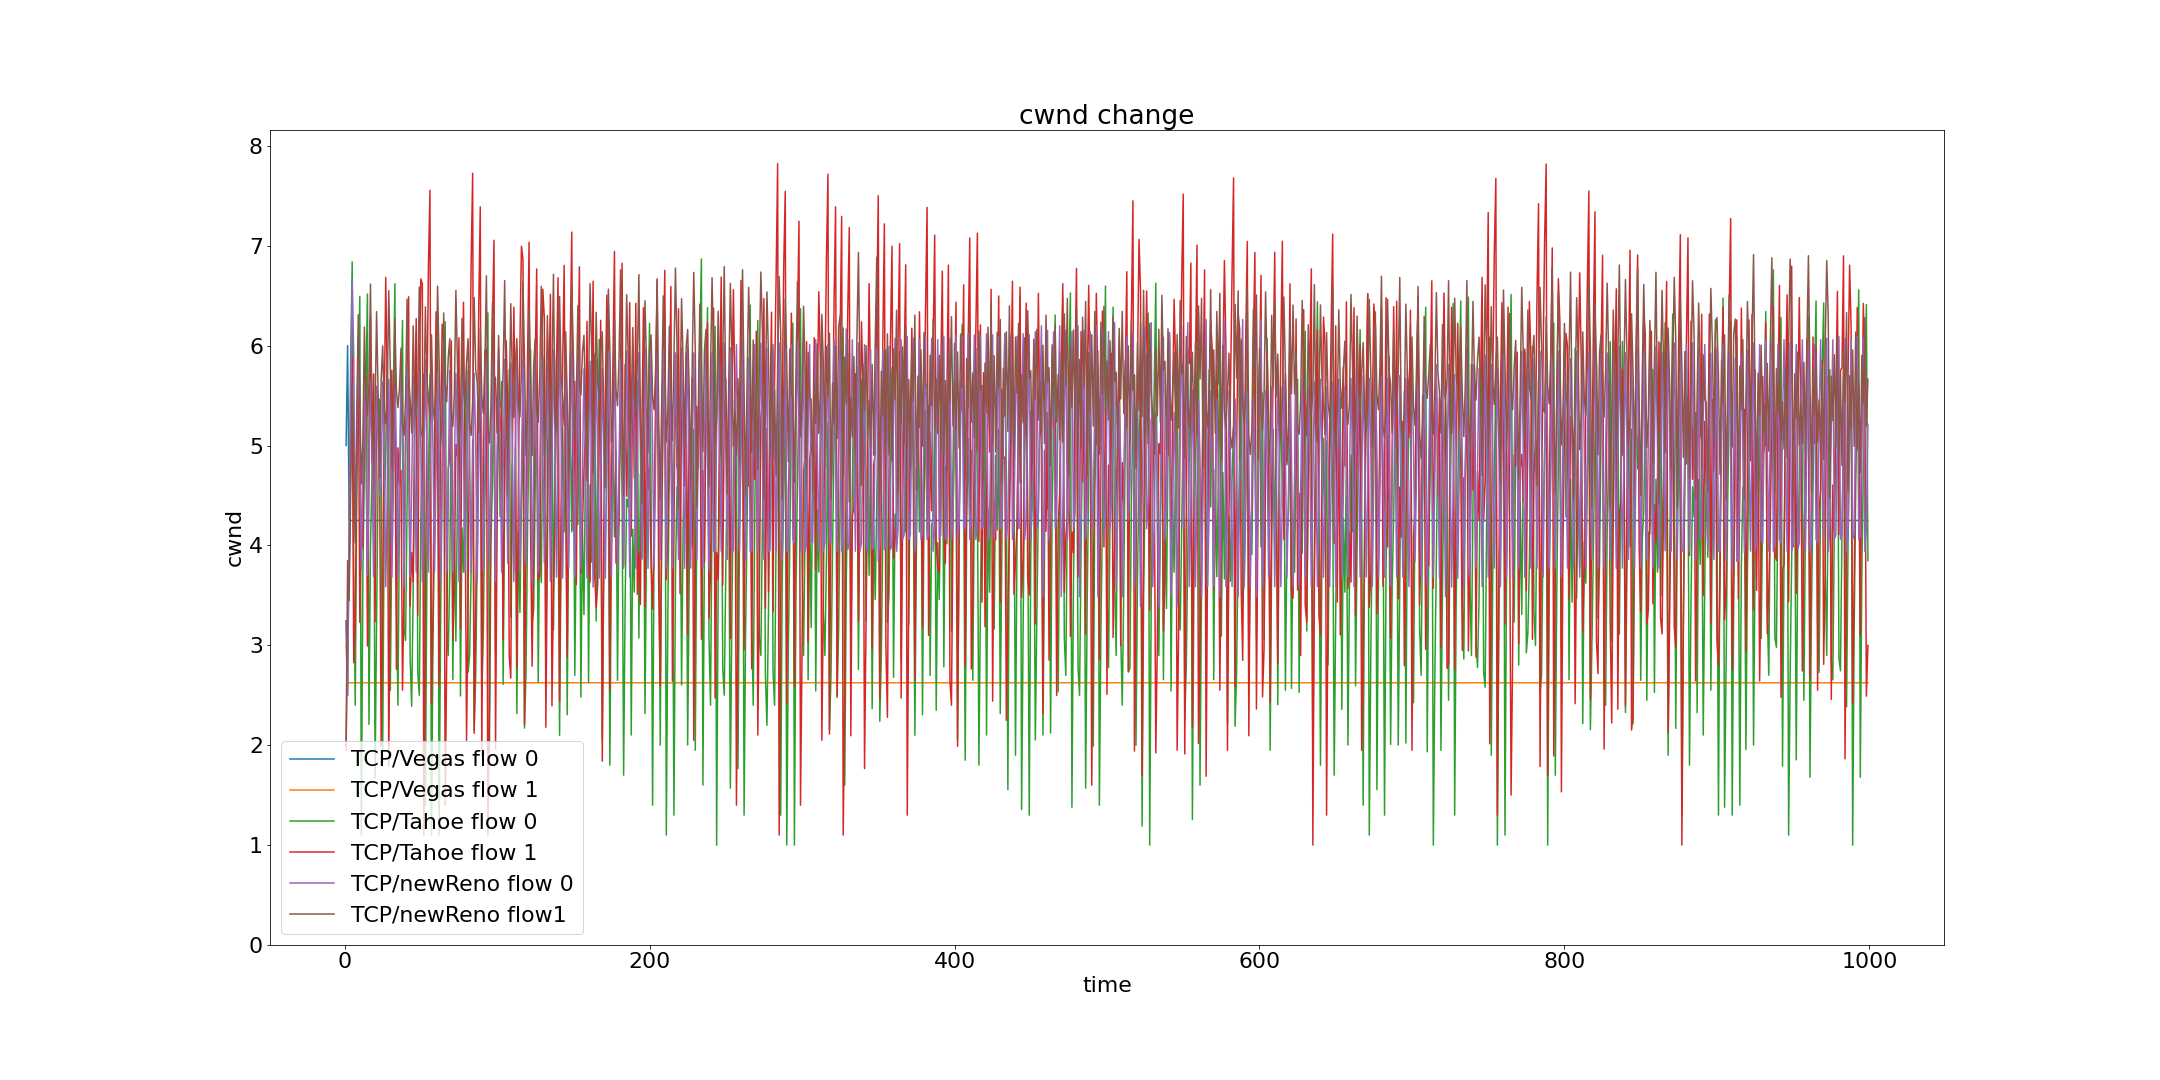 cwnd change
8
7
6
5
4
3
2
1
0
cwnd
TCP/Vegas flow 0
TCP/Vegas flow 1
TCP/Tahoe flow 0
TCP/Tahoe flow 1
TCP/newReno flow 0
TCP/newReno flow1
0 200 400 600 800 1000
time